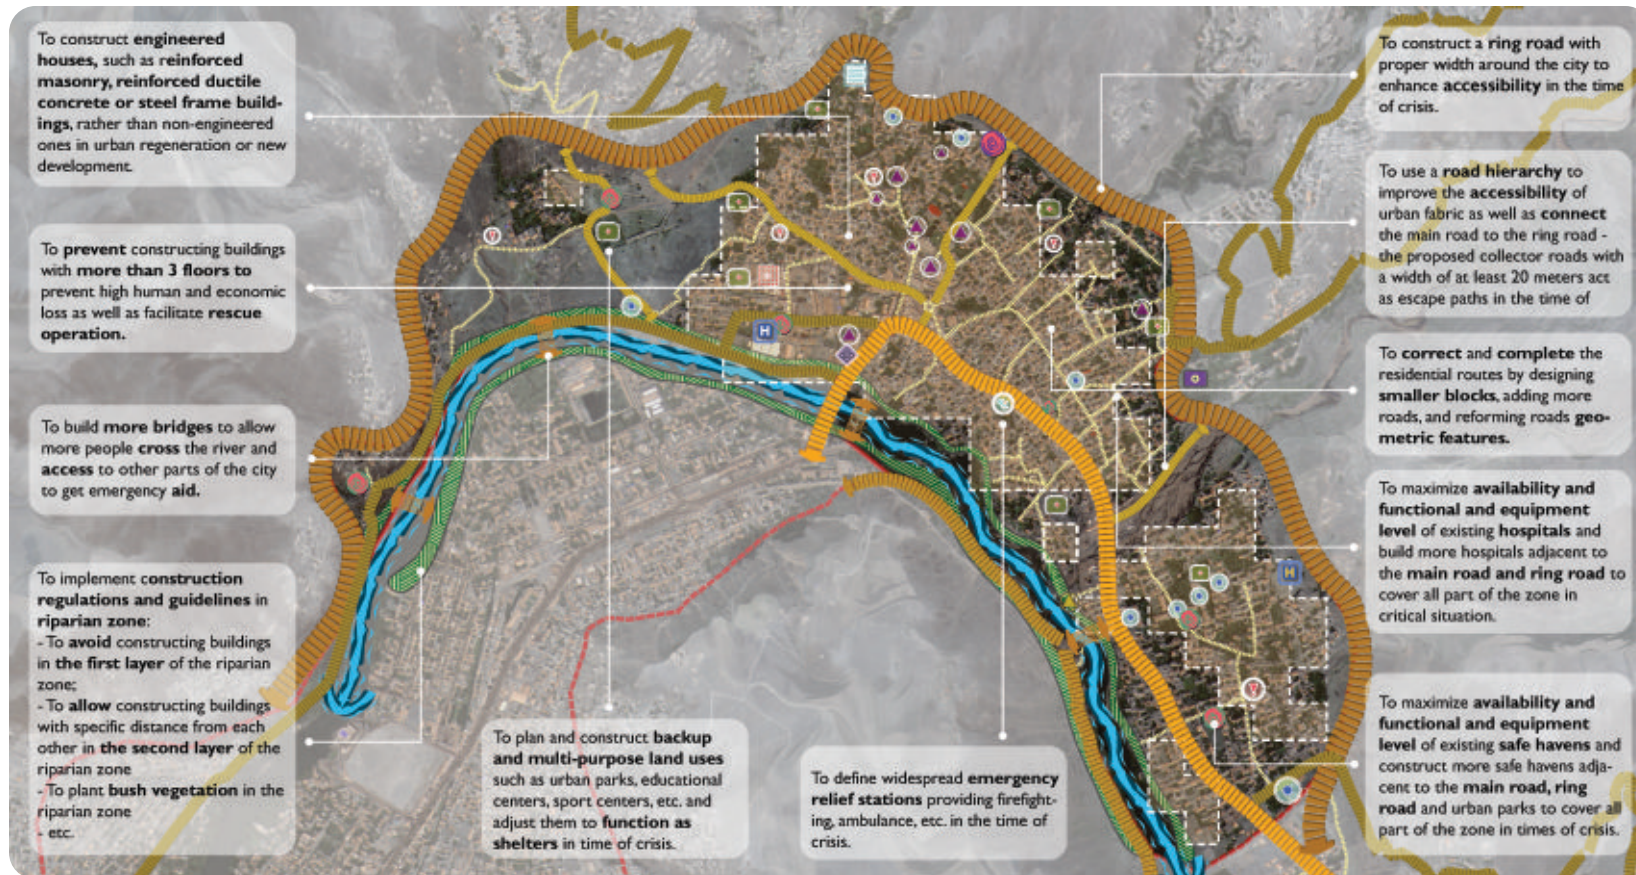 To construct engineered
houses, such as reinforced
masonry, reinforced ductile
concrete or steel frame build-
ings, rather than non-engineered
ones in urban regeneration or new
development.
To prevent constructing buildings
with more than 3 floors to
prevent high human and economic
loss as well as facilitate rescue
operation.
To build more bridges to allow
more people cross the river and
access to other parts of the city
to get emergency aid.
To implement construction
regulations and guidelines in
riparian zone:
- To avoid constructing buildings
in the first layer of the riparian
zone;
- To allow constructing buildings
with specific distance from each
other in the second layer of the
riparian zone
- To plant bush vegetation in the
riparian zone
- etc.
To plan and construct backup
and multi-purpose land uses
such as urban parks, educational
centers, sport centers, etc. and
adjust them to function as
shelters in time of crisis.
To define widespread emergency
relief stations providing firefight-
ing, ambulance, etc. in the time of
crisis.
To construct a ring road with
proper width around the city to
enhance accessibility in the time
of crisis.
To use a road hierarchy to
improve the accessibility of
urban fabric as well as connect
the main road to the ring road -
the proposed collector roads with
a width of at least 20 meters act
as escape paths in the time of
To correct and complete the
residential routes by designing
smaller blocks, adding more
roads, and reforming roads geo-
metric features.
To maximize availability and
functional and equipment
level of existing hospitals and
build more hospitals adjacent to
the main road and ring road to
cover all part of the zone in
critical situation.
To maximize availability and
functional and equipment
level of existing safe havens and
construct more safe havens adja-
cent to the main road, ring
road and urban parks to cover all
part of the zone in times of crisis.
H
H